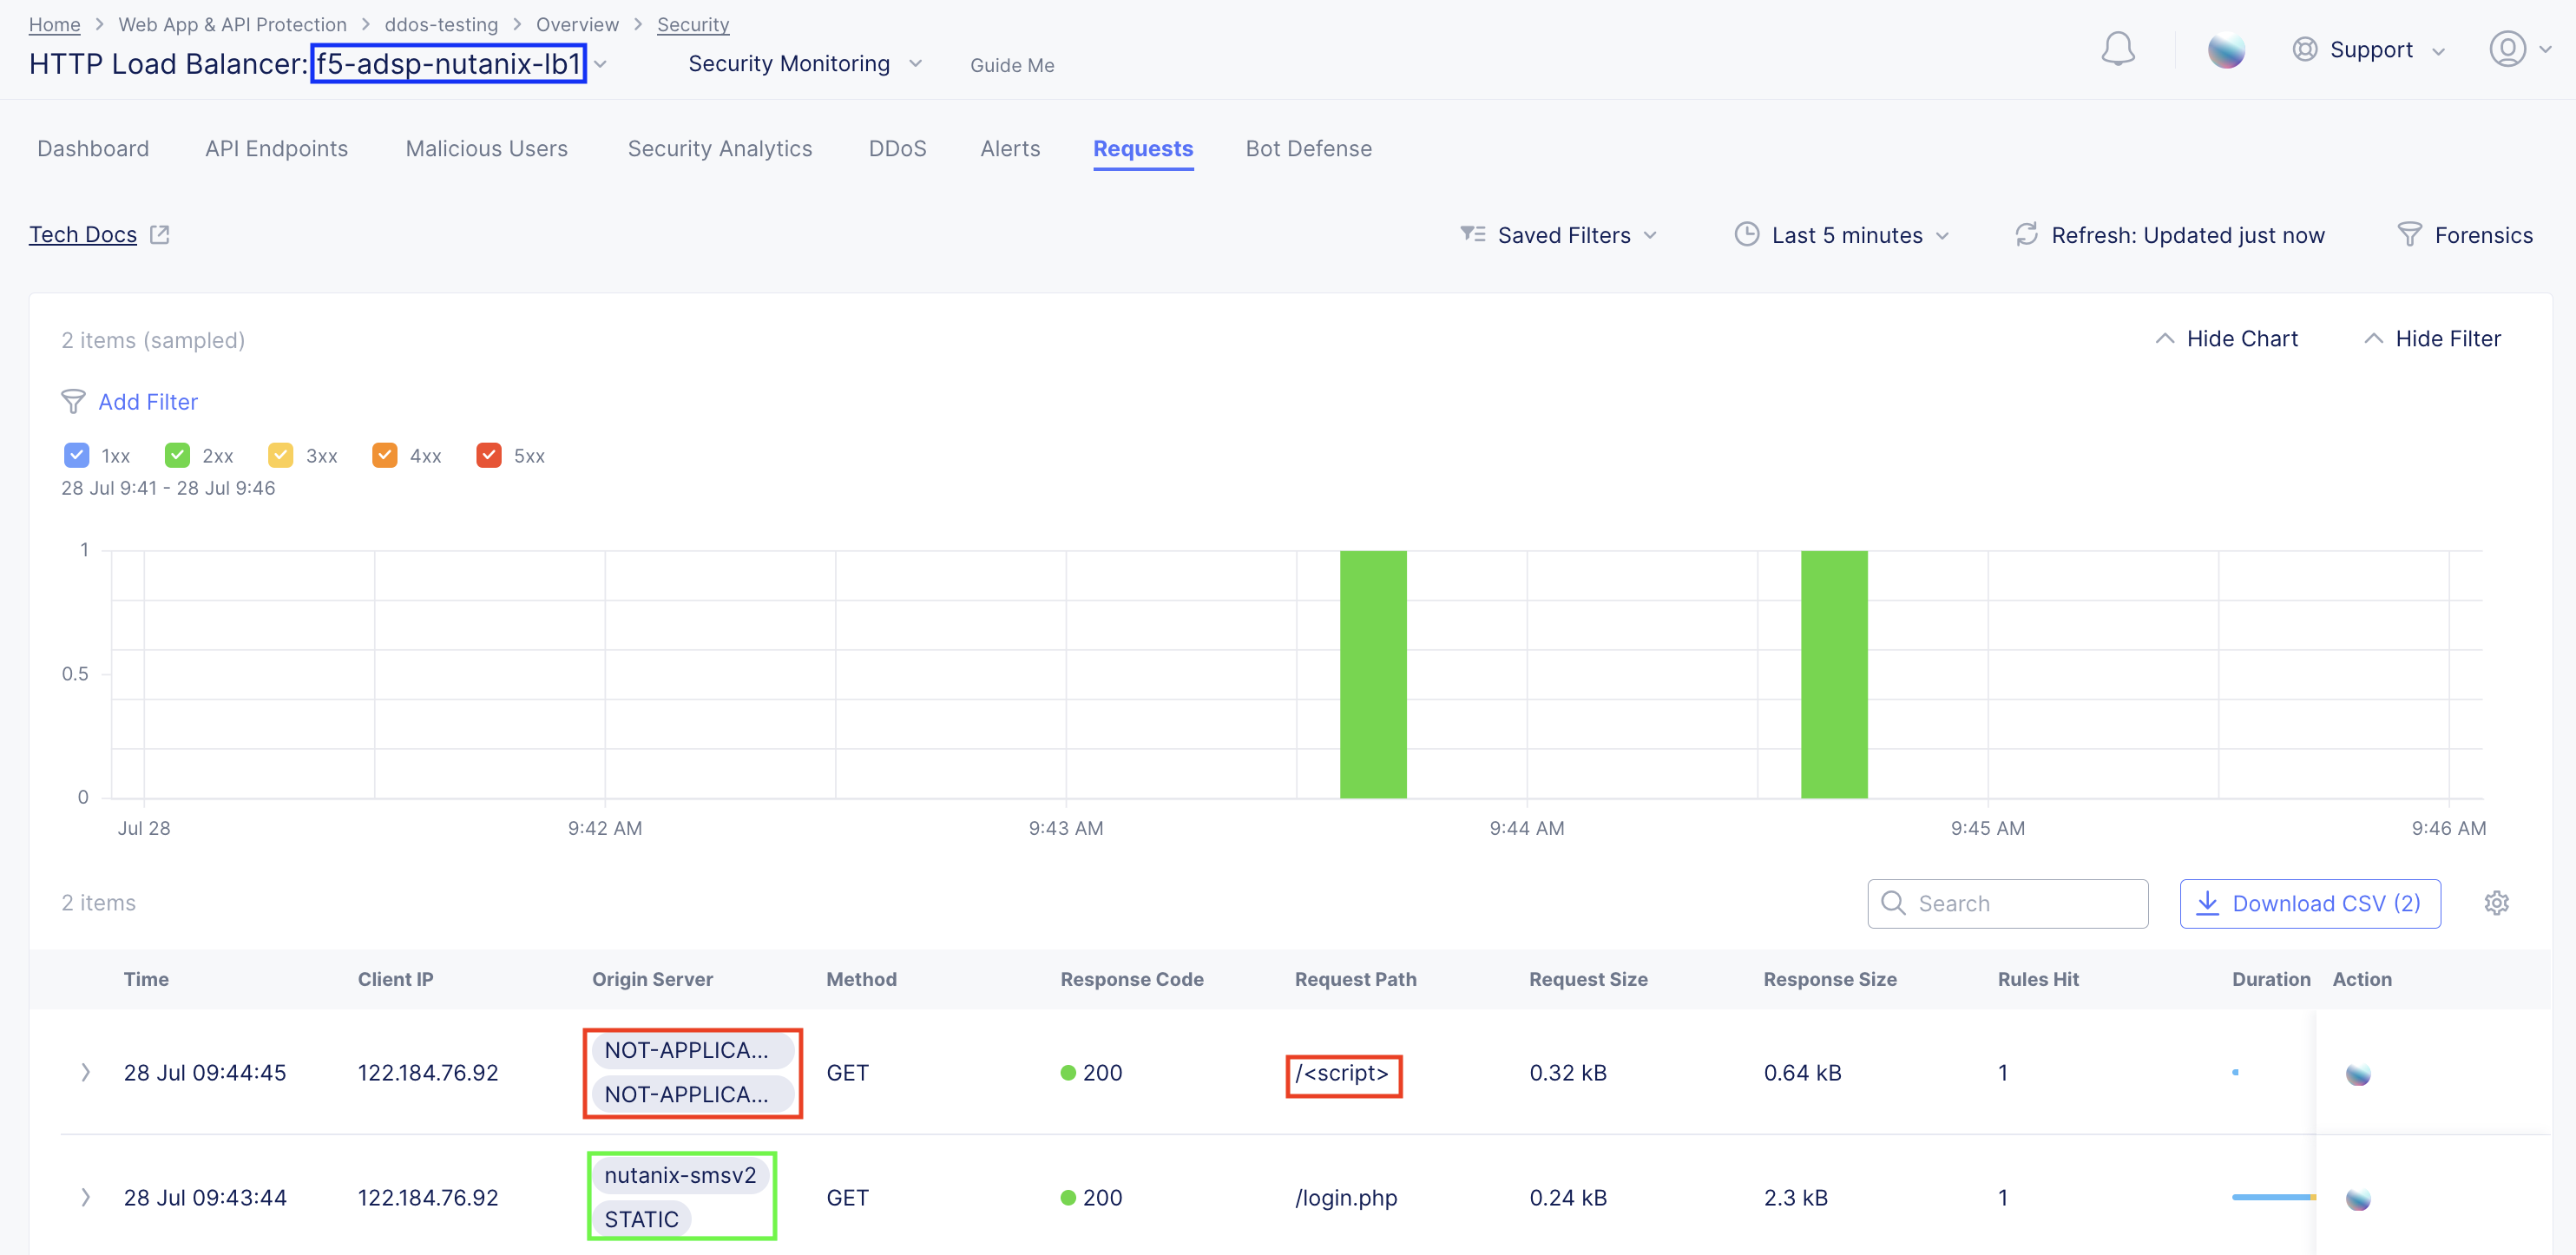 Home > Web App & API Protection > ddos-testing > Overview > Security
HTTP Load Balancer: f5-adsp-nutanix-lb1 Security Monitoring Guide Me Support
Dashboard API Endpoints Malicious Users Security Analytics DDoS Alerts Requests Bot Defense
Tech Docs Saved Filters Last 5 minutes Refresh: Updated just now Forensics
2 items (sampled) Hide Chart Hide Filter
Add Filter
1xx 2xx 3xx 4xx 5xx
28 Jul 9:41 - 28 Jul 9:46
1
0.5
0
Jul 28 9:42 AM 9:43 AM 9:44 AM 9:45 AM 9:46 AM
2 items Search Download CSV (2)
Time Client IP Origin Server Method Response Code Request Path Request Size Response Size Rules Hit Duration Action
28 Jul 09:44:45 122.184.76.92 NOT-APPLICA... GET 200 /<script> 0.32 kB 0.64 kB 1
NOT-APPLICA...
28 Jul 09:43:44 122.184.76.92 nutanix-smsv2 GET 200 /login.php 0.24 kB 2.3 kB 1
STATIC